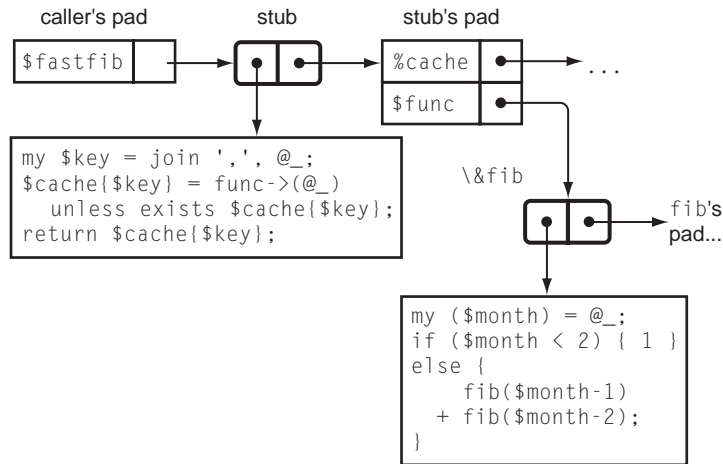 caller's pad
stub
stub's pad
$fastfib
%cache
...
$func
my $key = join ',', @_;
$cache{$key} = func->(@_)
unless exists $cache{$key};
return $cache{$key};
\&fib
fib's
pad...
my ($month) = @_;
if ($month < 2) { 1 }
else {
fib($month-1)
+ fib($month-2);
}